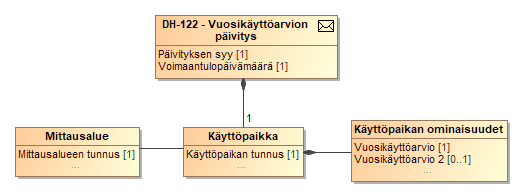 DH-122 - Vuosikäyttöarvion
päivitys
Päivityksen syy [1]
Voimaantulopäivämäärä [1]
1
Mittausalue
Mittausalueen tunnus [1]
...
Käyttöpaikka
Käyttöpaikan tunnus [1]
...
Käyttöpaikan ominaisuudet
Vuosikäyttöarvio [1]
Vuosikäyttöarvio 2 [0..1]
...